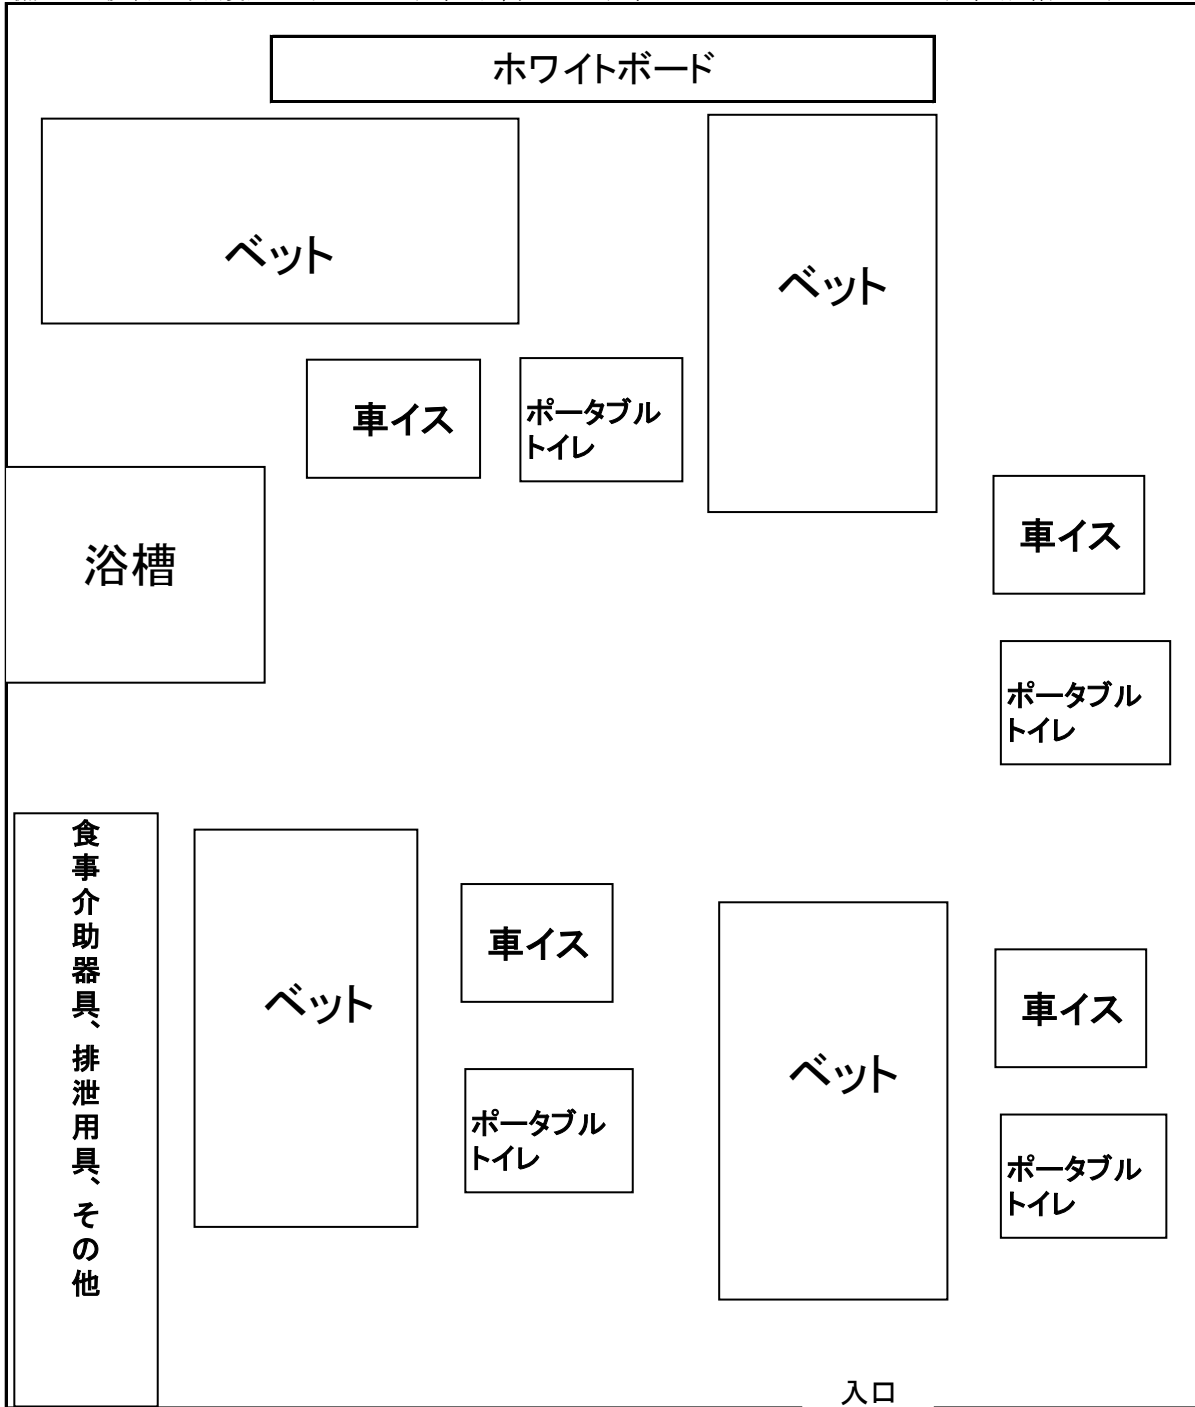 ホワイトボード
ベット
ベット
車イス
ポータブル
トイレ
車イス
浴槽
ポータブル
トイレ
食事介助器具、排泄用具、その他
ベット
車イス
ポータブル
トイレ
ベット
車イス
ポータブル
トイレ
入口